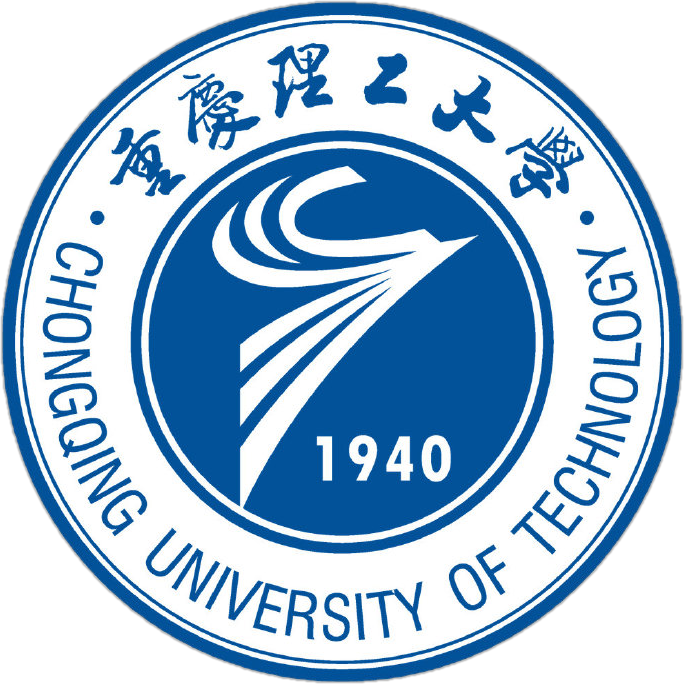 重慶理工大學
1940
CHONGQING UNIVERSITY OF TECHNOLOGY